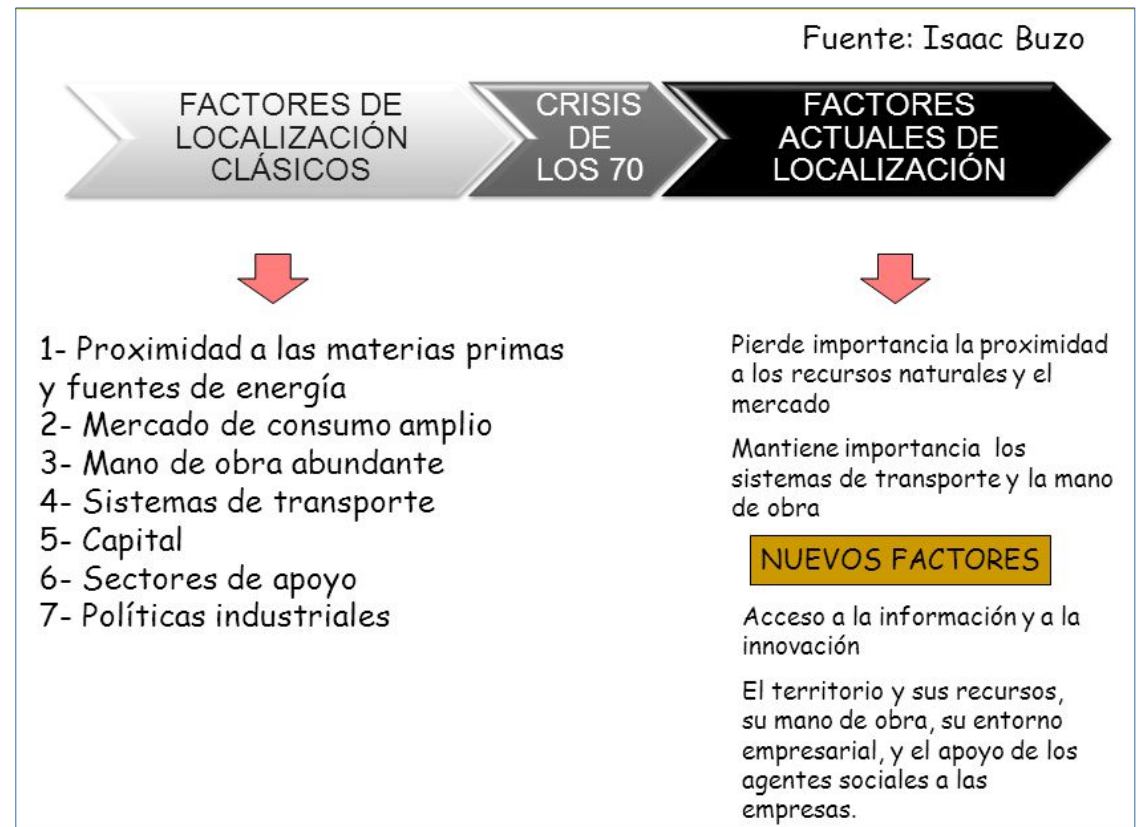 Fuente: Isaac Buzo
FACTORES DE
LOCALIZACIÓN
CLÁSICOS
CRISIS
DE
LOS 70
FACTORES
ACTUALES DE
LOCALIZACIÓN
1- Proximidad a las materias primas
y fuentes de energía
2- Mercado de consumo amplio
3- Mano de obra abundante
4- Sistemas de transporte
5- Capital
6- Sectores de apoyo
7- Políticas industriales
Pierde importancia la proximidad
a los recursos naturales y el
mercado
Mantiene importancia los
sistemas de transporte y la mano
de obra
NUEVOS FACTORES
Acceso a la información y a la
innovación
El territorio y sus recursos,
su mano de obra, su entorno
empresarial, y el apoyo de los
agentes sociales a las
empresas.